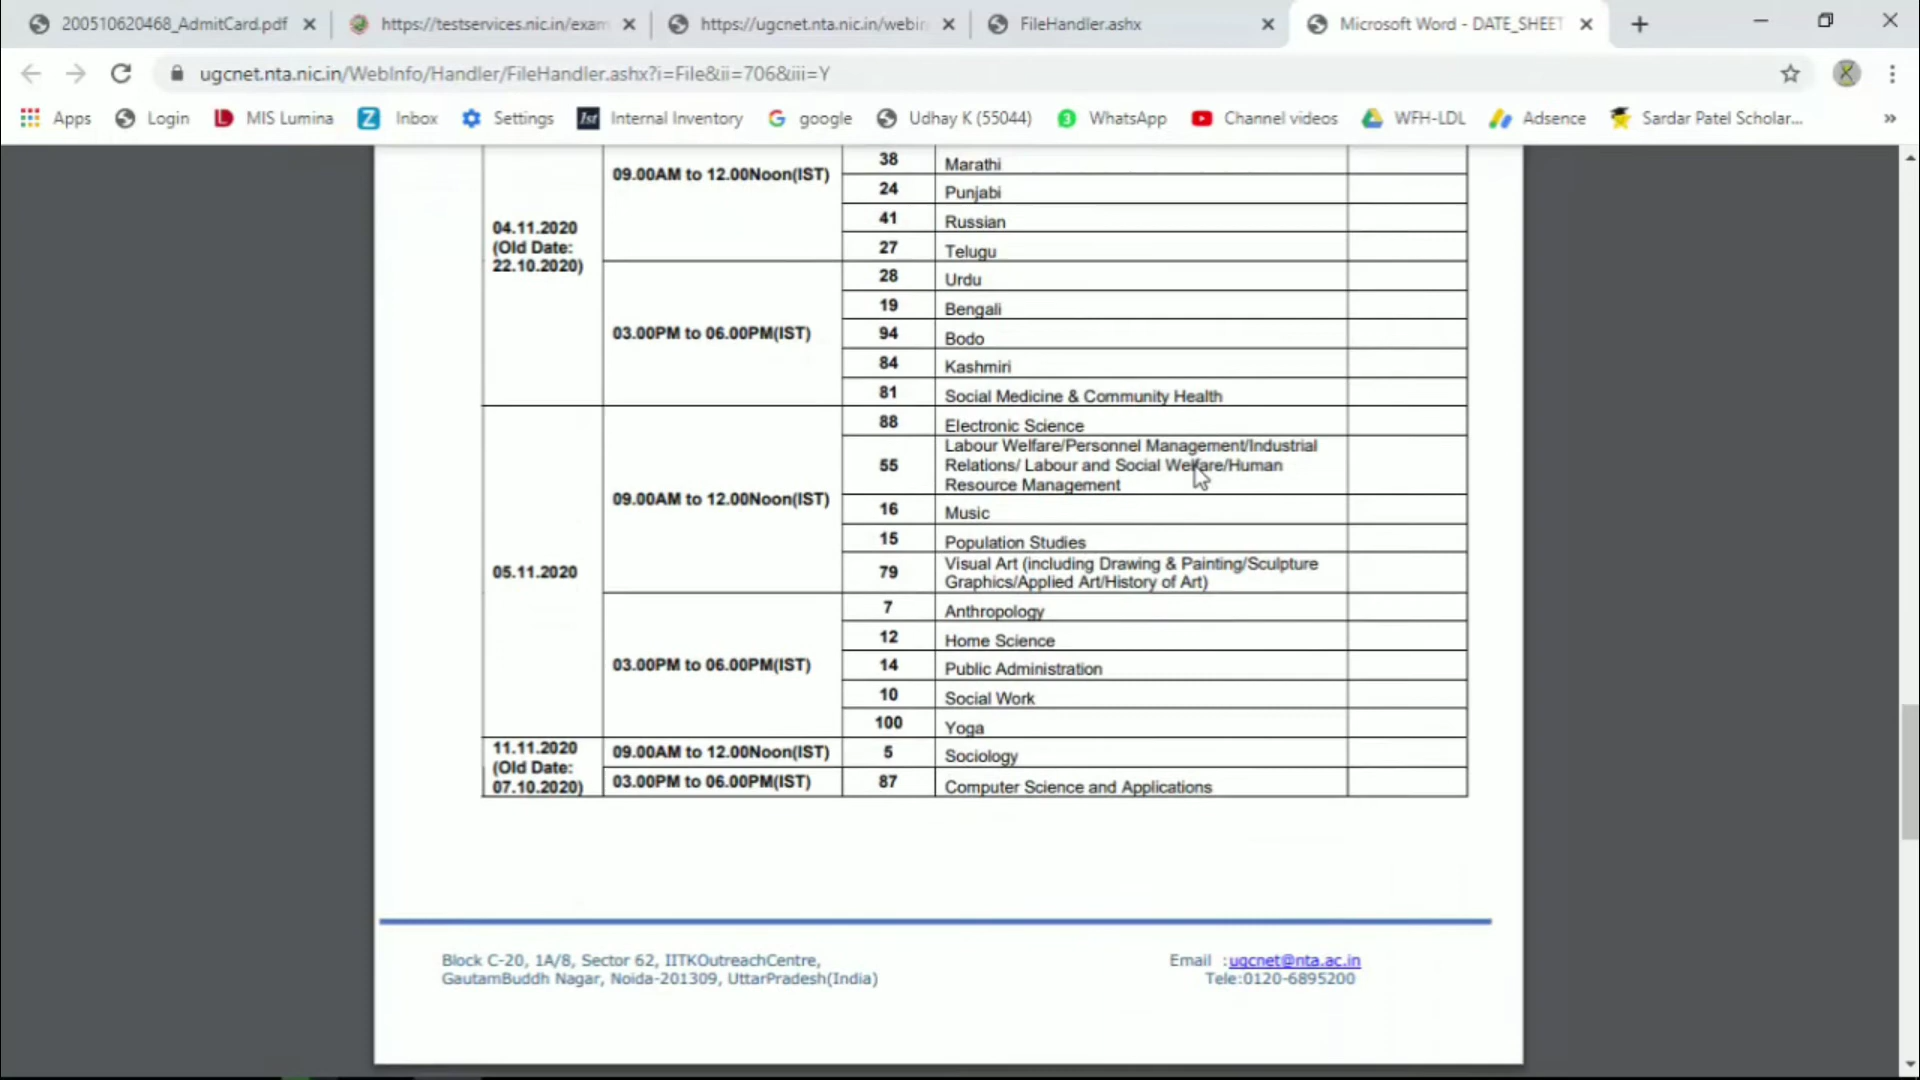 200510620468_AdmitCard.pdf
https://testservices.nic.in/exam
https://ugcnet.nta.nic.in/webin
FileHandler.ashx
Microsoft Word - DATE_SHEET
ugcnet.nta.nic.in/WebInfo/Handler/FileHandler.ashx?i=File&ii=706&iii=Y
Apps
Login
MIS Lumina
Inbox
Settings
1st
Internal Inventory
google
Udhay K (55044)
3
WhatsApp
Channel videos
WFH-LDL
Adsence
Sardar Patel Scholar...
»
04.11.2020
(Old Date:
22.10.2020)
09.00AM to 12.00Noon(IST)
38 Marathi
24 Punjabi
41 Russian
27 Telugu
03.00PM to 06.00PM(IST)
28 Urdu
19 Bengali
94 Bodo
84 Kashmiri
81 Social Medicine & Community Health
05.11.2020
09.00AM to 12.00Noon(IST)
88 Electronic Science
55
Labour Welfare/Personnel Management/Industrial
Relations/ Labour and Social Welfare/Human
Resource Management
16 Music
15 Population Studies
79
Visual Art (including Drawing & Painting/Sculpture
Graphics/Applied Art/History of Art)
03.00PM to 06.00PM(IST)
7 Anthropology
12 Home Science
14 Public Administration
10 Social Work
100 Yoga
11.11.2020
(Old Date:
07.10.2020)
09.00AM to 12.00Noon(IST) 5 Sociology
03.00PM to 06.00PM(IST) 87 Computer Science and Applications
Block C-20, 1A/8, Sector 62, IITKOutreachCentre,
GautamBuddh Nagar, Noida-201309, UttarPradesh(India)
Email :ugcnet@nta.ac.in
Tele:0120-6895200